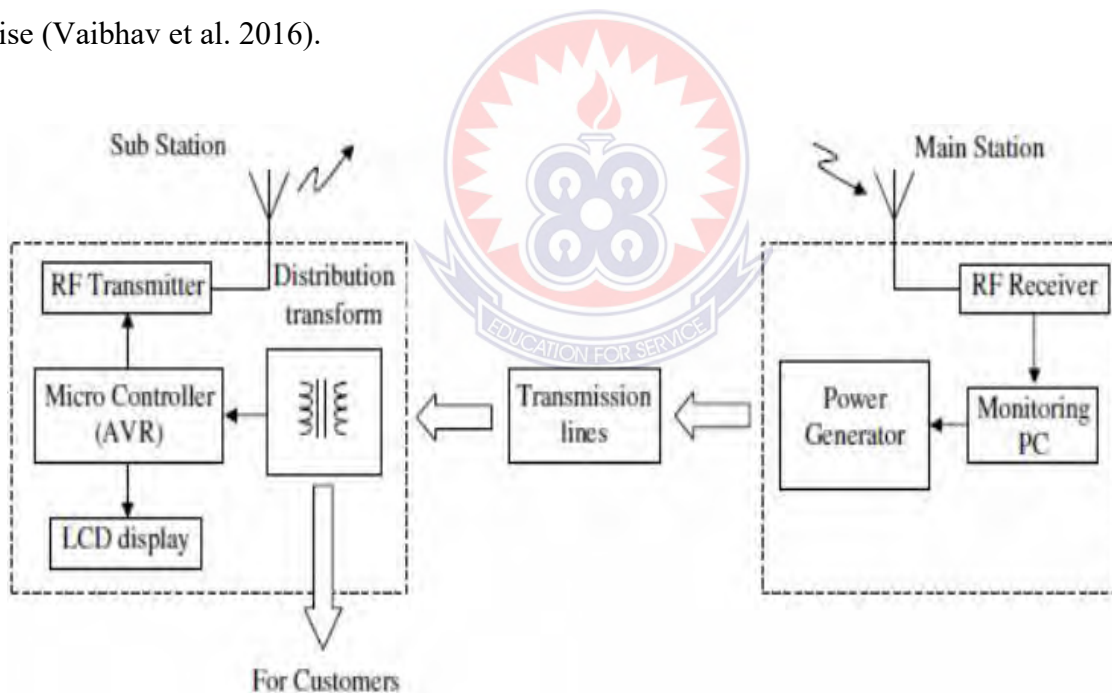 ise (Vaibhav et al. 2016).
Sub Station
Main Station
RF Transmitter
Distribution
transform
RF Receiver
Micro Controller
(AVR)
Transmission
lines
Power
Generator
Monitoring
PC
LCD display
For Customers
EDUCATION FOR SERVICE